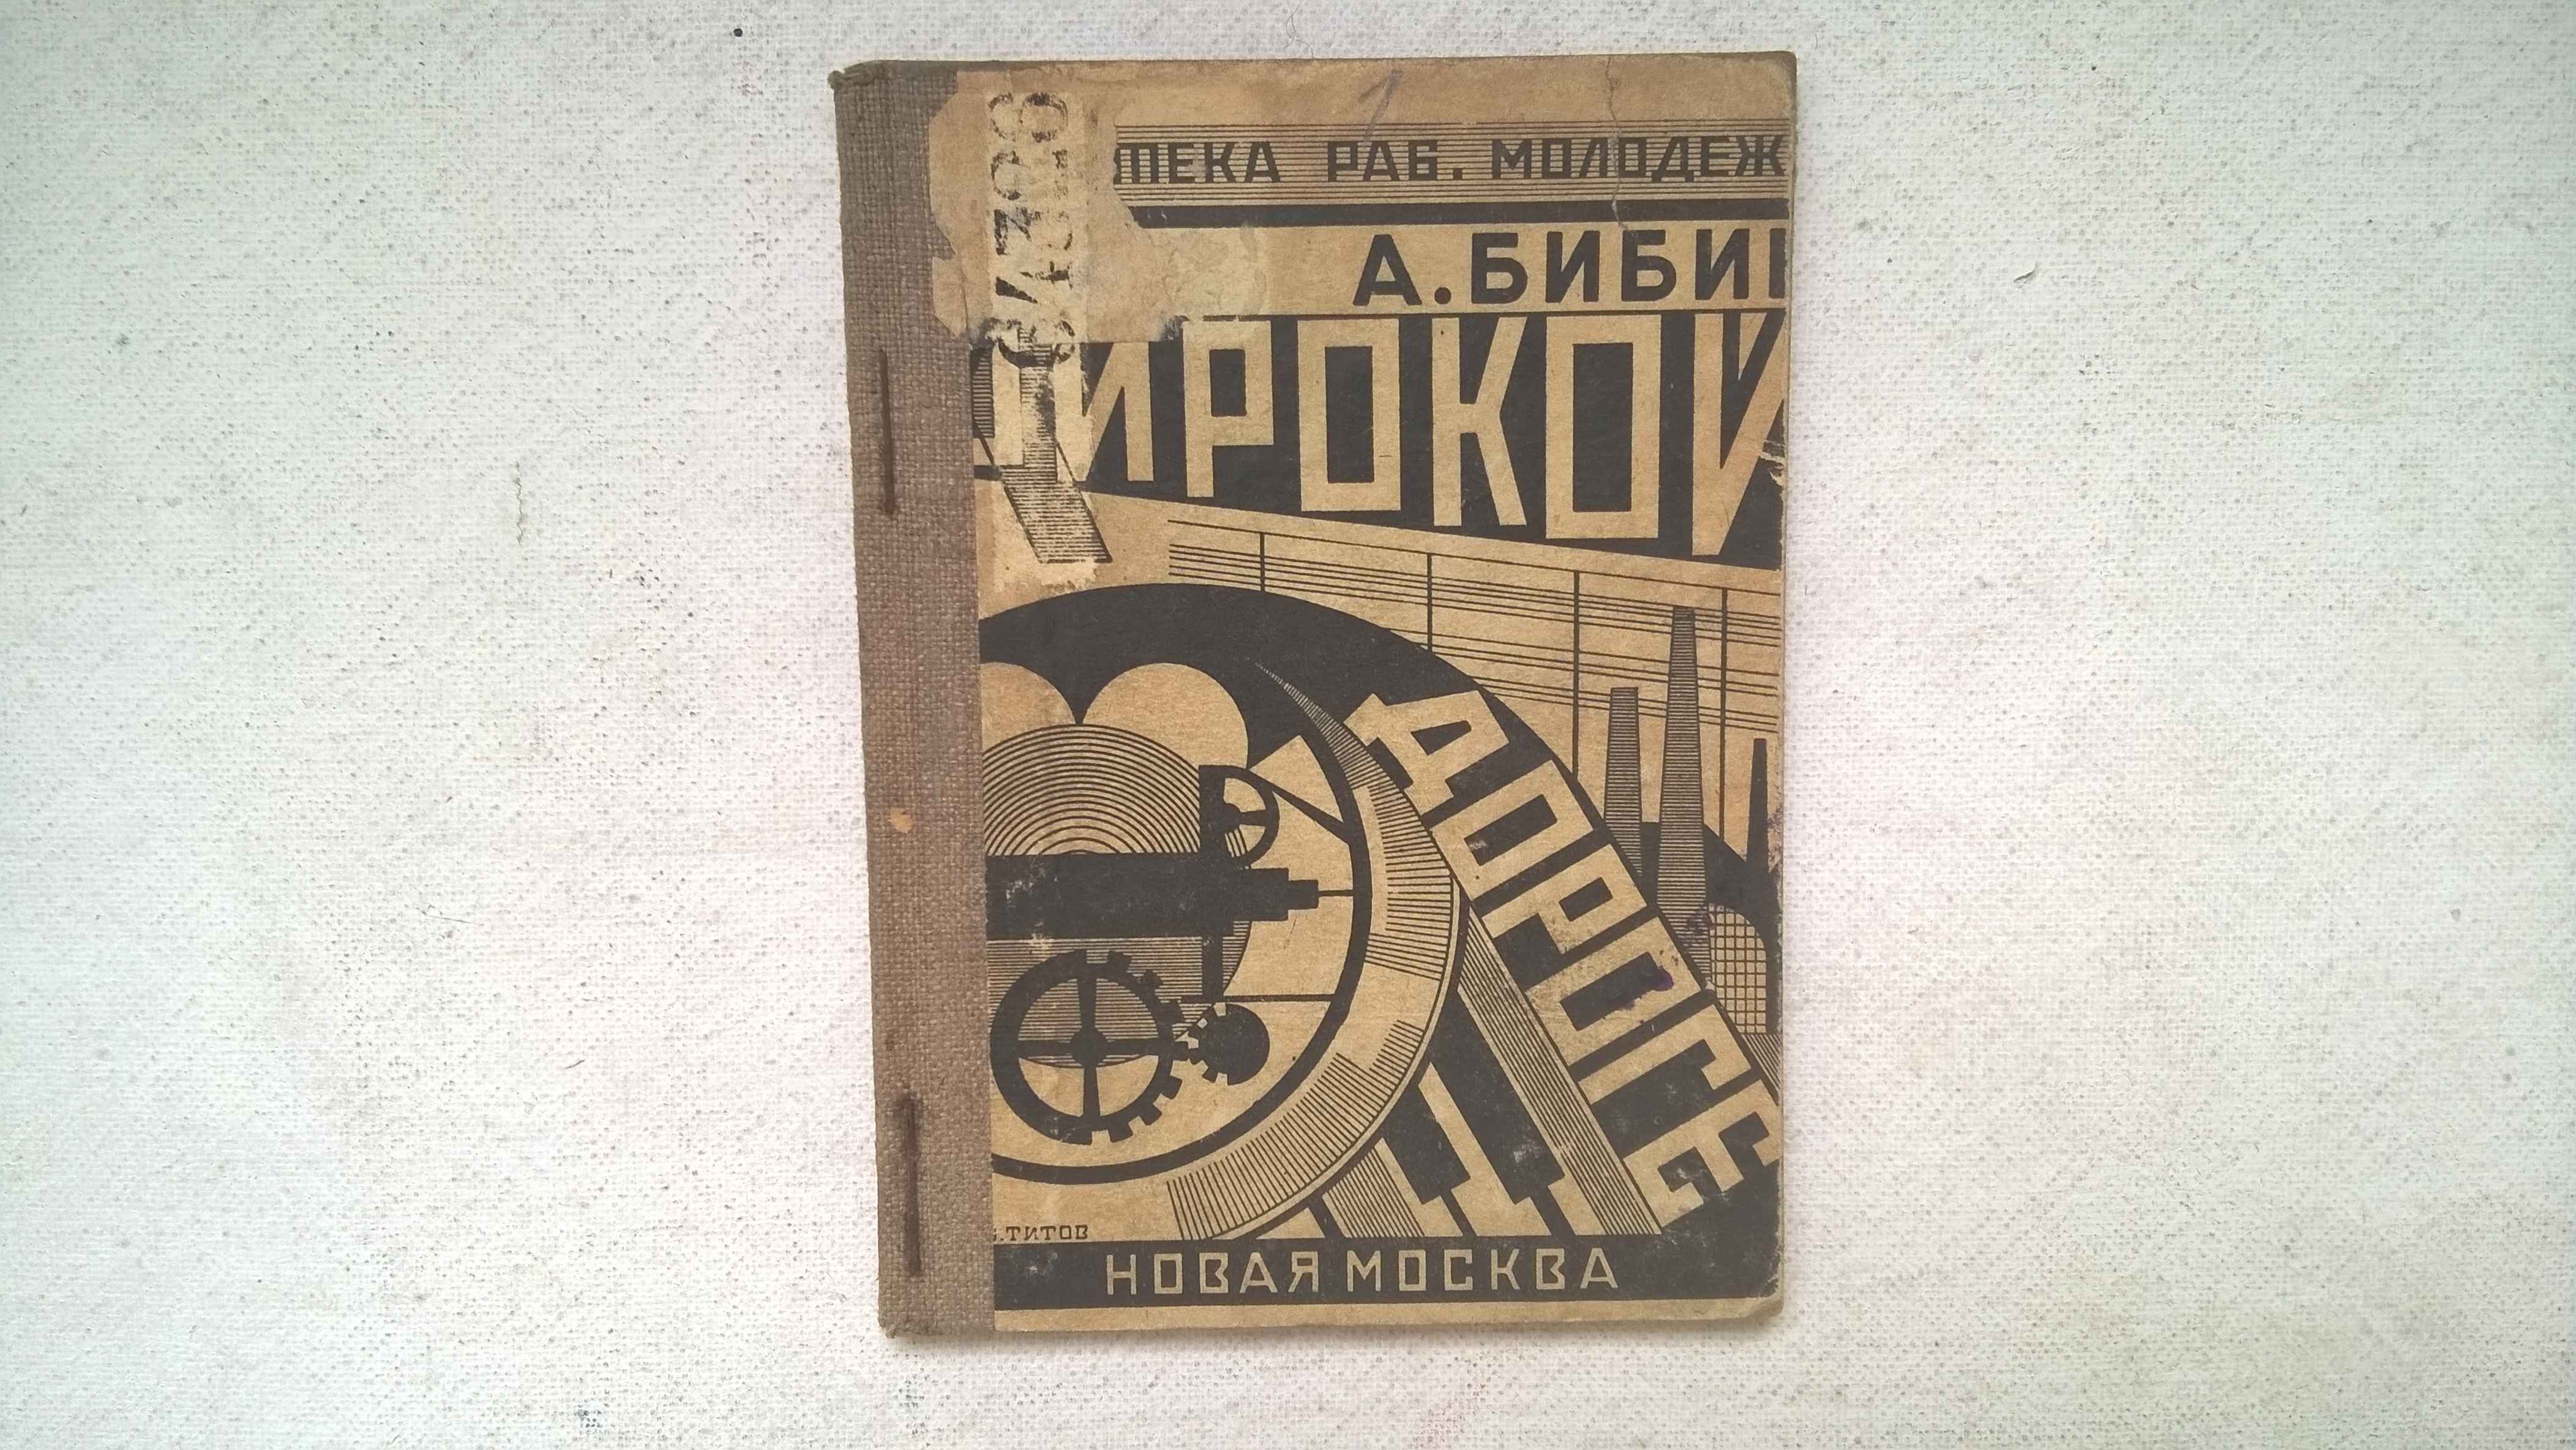 ТЕКА РАБ. МОЛОДЕЖ
А.БИБИ
ИРОКОЙ
ДОРОГЕ
.ТИТОВ
НОВАЯ МОСКВА